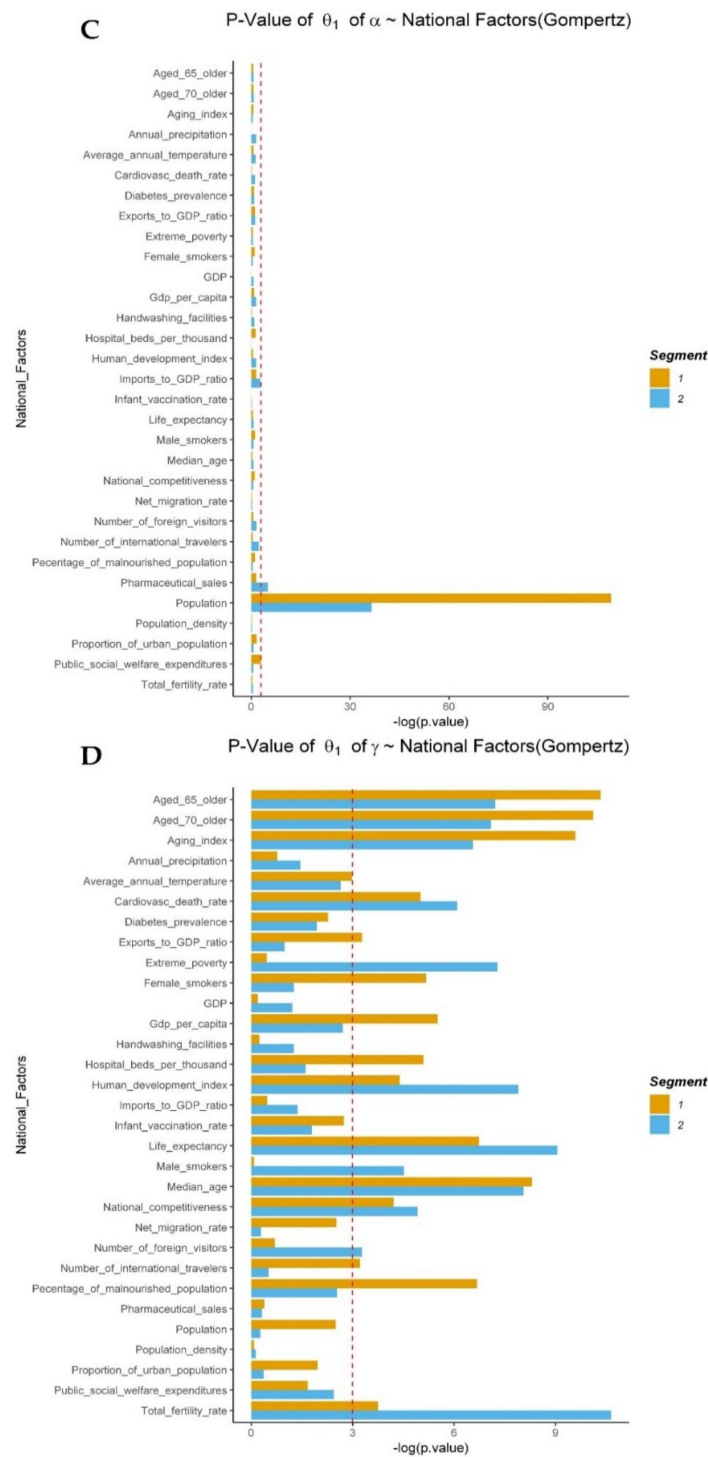 C
P-Value of θ1 of α ~ National Factors(Gompertz)
National_Factors
Aged_65_older
Aged_70_older
Aging_index
Annual_precipitation
Average_annual_temperature
Cardiovasc_death_rate
Diabetes_prevalence
Exports_to_GDP_ratio
Extreme_poverty
Female_smokers
GDP
Gdp_per_capita
Handwashing_facilities
Hospital_beds_per_thousand
Human_development_index
Imports_to_GDP_ratio
Infant_vaccination_rate
Life_expectancy
Male_smokers
Median_age
National_competitiveness
Net_migration_rate
Number_of_foreign_visitors
Number_of_international_travelers
Pecentage_of_malnourished_population
Pharmaceutical_sales
Population
Population_density
Proportion_of_urban_population
Public_social_welfare_expenditures
Total_fertility_rate
0 30 60 90
-log(p.value)
Segment
1
2
D
P-Value of θ1 of γ ~ National Factors(Gompertz)
National_Factors
Aged_65_older
Aged_70_older
Aging_index
Annual_precipitation
Average_annual_temperature
Cardiovasc_death_rate
Diabetes_prevalence
Exports_to_GDP_ratio
Extreme_poverty
Female_smokers
GDP
Gdp_per_capita
Handwashing_facilities
Hospital_beds_per_thousand
Human_development_index
Imports_to_GDP_ratio
Infant_vaccination_rate
Life_expectancy
Male_smokers
Median_age
National_competitiveness
Net_migration_rate
Number_of_foreign_visitors
Number_of_international_travelers
Pecentage_of_malnourished_population
Pharmaceutical_sales
Population
Population_density
Proportion_of_urban_population
Public_social_welfare_expenditures
Total_fertility_rate
0 3 6 9
-log(p.value)
Segment
1
2